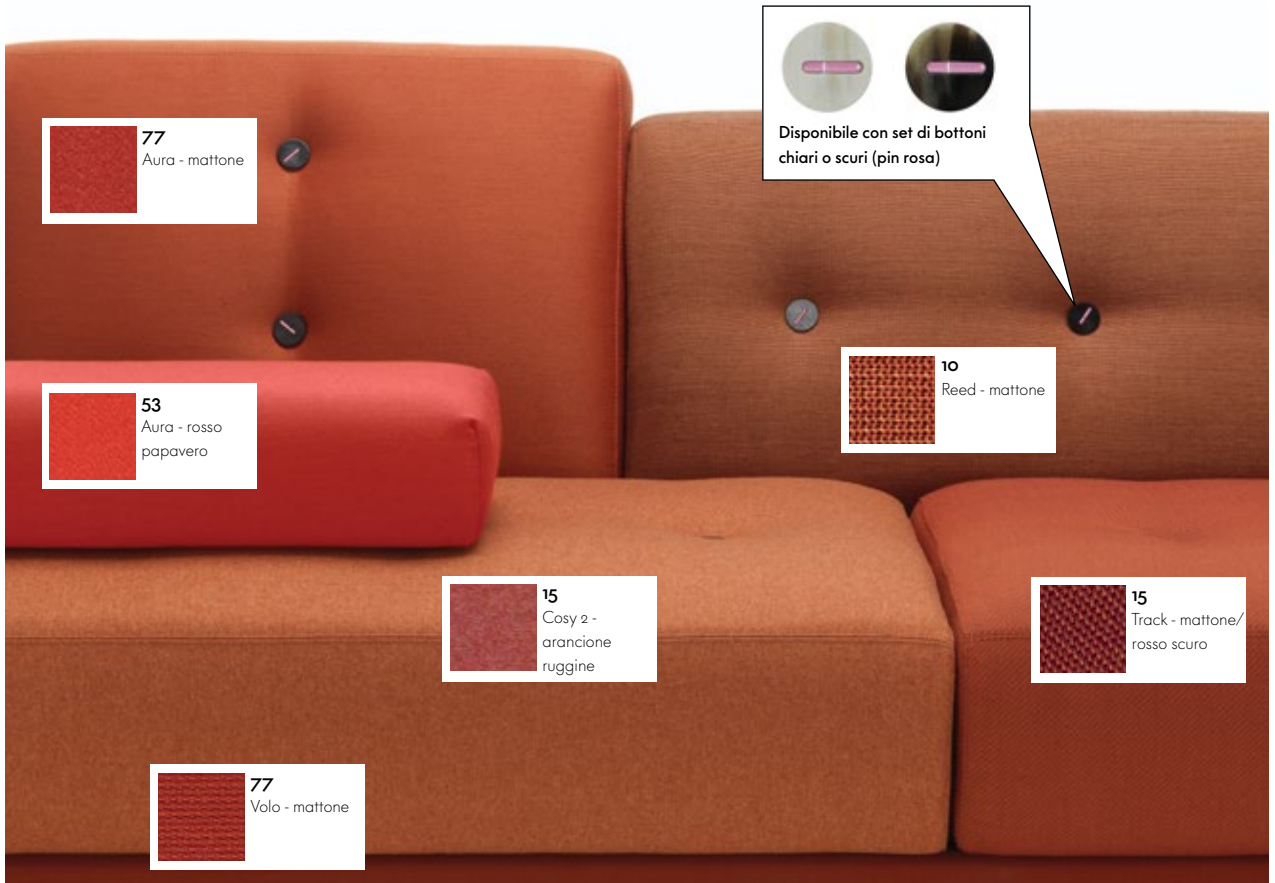 Disponibile con set di bottoni
chiari o scuri (pin rosa)
77
Aura - mattone
10
Reed - mattone
53
Aura - rosso
papavero
15
Cosy 2 -
arancione
ruggine
15
Track - mattone/
rosso scuro
77
Volo - mattone